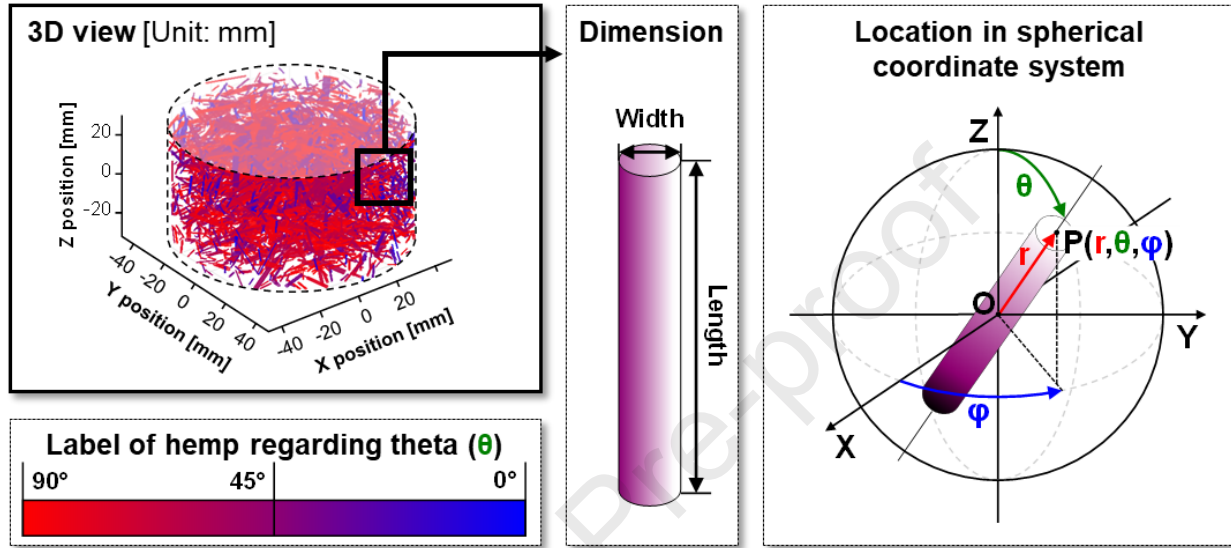 3D view [Unit: mm]
Z position [mm]
20
0
-20
-40
-20
0
20
40
Y position [mm]
-40
-20
0
20
X position [mm]
Label of hemp regarding theta (θ)
90° 45° 0°
Dimension
Width
Length
Location in spherical
coordinate system
Z
θ
P(r,θ,φ)
r
O
Y
φ
X
Pre-proof